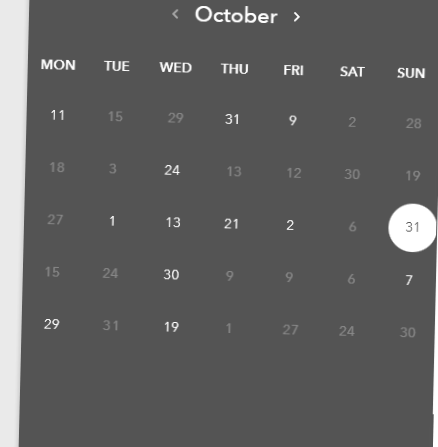 ‹ October ›
MON TUE WED THU FRI SAT SUN
11 15 29 31 9 2 28
18 3 24 13 12 30 19
27 1 13 21 2 6 31
15 24 30 9 9 6 7
29 31 19 1 27 24 30